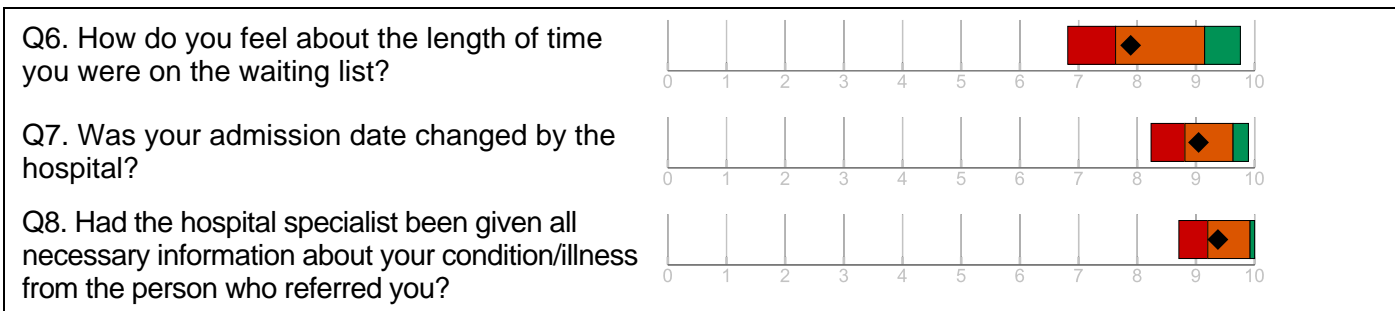 Q6. How do you feel about the length of time
you were on the waiting list?
0 1 2 3 4 5 6 7 8 9 10
Q7. Was your admission date changed by the
hospital?
0 1 2 3 4 5 6 7 8 9 10
Q8. Had the hospital specialist been given all
necessary information about your condition/illness
from the person who referred you?
0 1 2 3 4 5 6 7 8 9 10